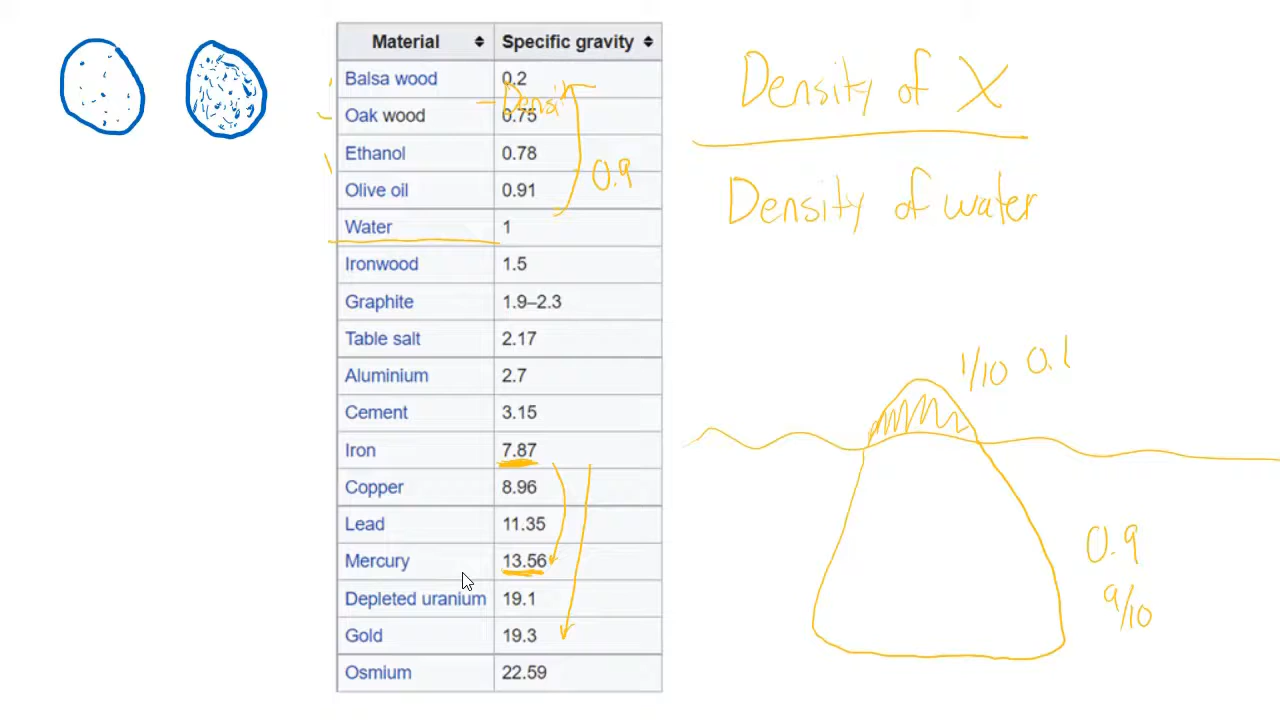 Material Specific gravity
Balsa wood 0.2
Densit
Oak wood 0.75
Ethanol 0.78
Olive oil 0.91
0.9
Water 1
Ironwood 1.5
Graphite 1.9–2.3
Table salt 2.17
Aluminium 2.7
Cement 3.15
Iron 7.87
Copper 8.96
Lead 11.35
Mercury 13.56
Depleted uranium 19.1
Gold 19.3
Osmium 22.59
Density of X
Density of water
1/10 0.1
0.9
9/10